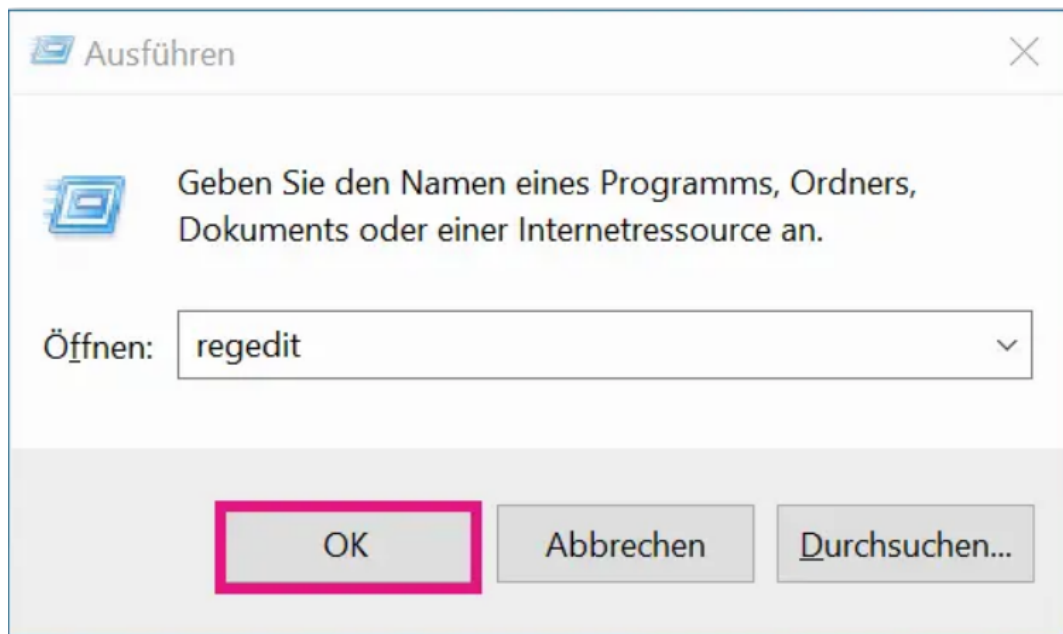 Ausführen
Geben Sie den Namen eines Programms, Ordners,
Dokuments oder einer Internetressource an.
Öffnen: regedit
OK Abbrechen Durchsuchen...